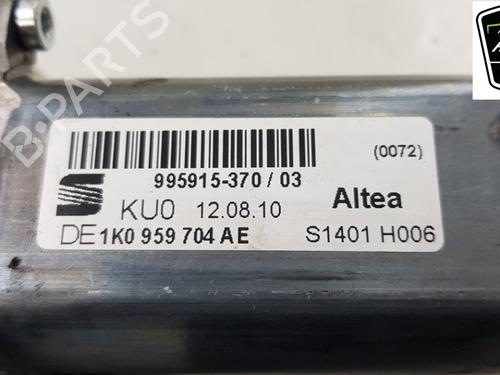 B-PARTS
(0072)
995915-370 / 03
KU0 12.08.10 Altea
DE 1K0 959 704 AE S1401 H006